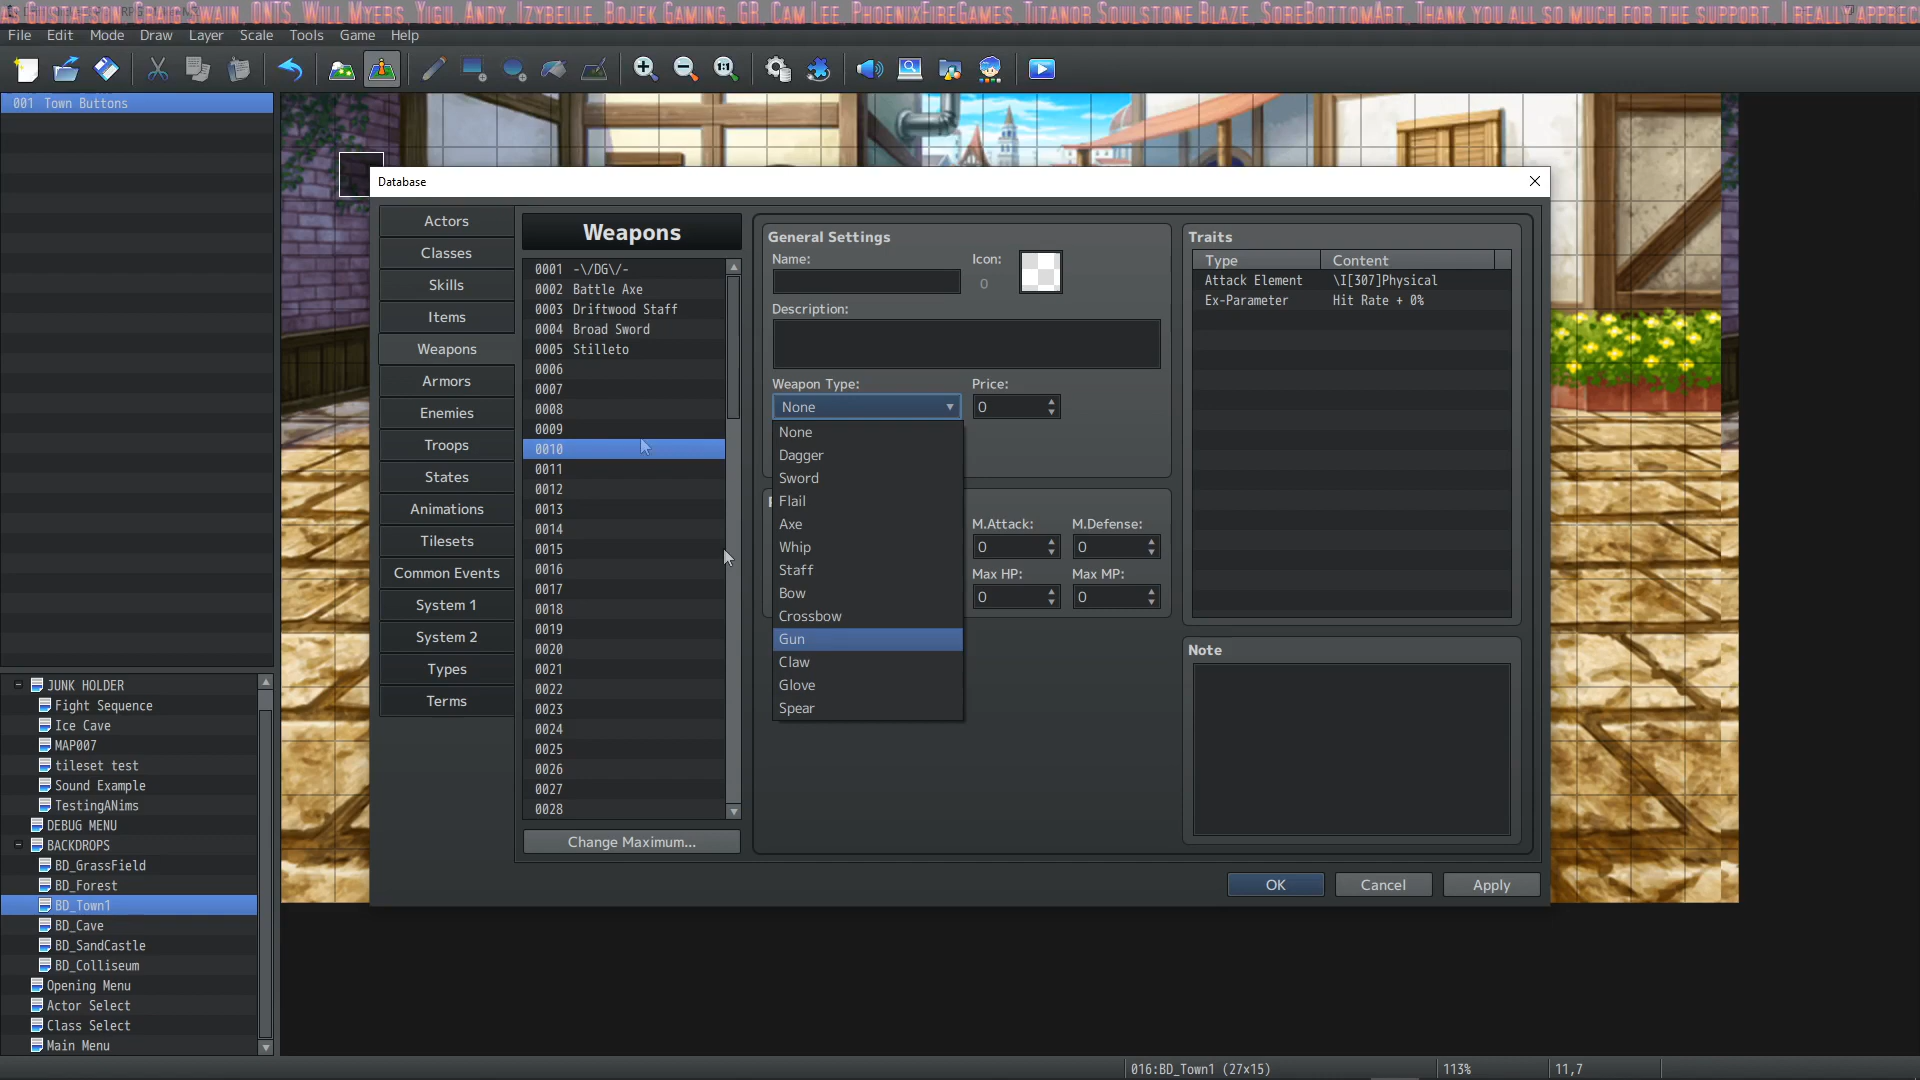 OUSTIS, CURSED ROMAN, SWAIN, ONTS, WILL MYERS, YUGIL, ANDY, IZYBELLE, BOJEK GAMING, GR, CAM LEE, PHOENIXFIREGAMES, TITANDR, SOULSTONE BLAZE, SOREBOTTOMART, THANK YOU ALL SO MUCH FOR THE SUPPORT, I REALLY APPREC
File Edit Mode Draw Layer Scale Tools Game Help
001 Town Buttons
Database
Actors
Classes
Skills
Items
Weapons
Armors
Enemies
Troops
States
Animations
Tilesets
Common Events
System 1
System 2
Types
Terms
Weapons
0001 -\/DG\/-
0002 Battle Axe
0003 Driftwood Staff
0004 Broad Sword
0005 Stilleto
0006
0007
0008
0009
0010
0011
0012
0013
0014
0015
0016
0017
0018
0019
0020
0021
0022
0023
0024
0025
0026
0027
0028
Change Maximum...
General Settings
Name:
Icon:
0
Description:
Weapon Type:
Price:
None
0
None
Dagger
Sword
Flail
Axe
Whip
Staff
Bow
Crossbow
Gun
Claw
Glove
Spear
M.Attack: M.Defense:
0 0
Max HP: Max MP:
0 0
Traits
Type Content
Attack Element \I[307]Physical
Ex-Parameter Hit Rate + 0%
Note
OK Cancel Apply
JUNK HOLDER
Fight Sequence
Ice Cave
MAP007
tileset test
Sound Example
TestingANims
DEBUG MENU
BACKDROPS
BD_GrassField
BD_Forest
BD_Town1
BD_Cave
BD_SandCastle
BD_Colliseum
Opening Menu
Actor Select
Class Select
Main Menu
016:BD_Town1 (27x15) 113% 11,7